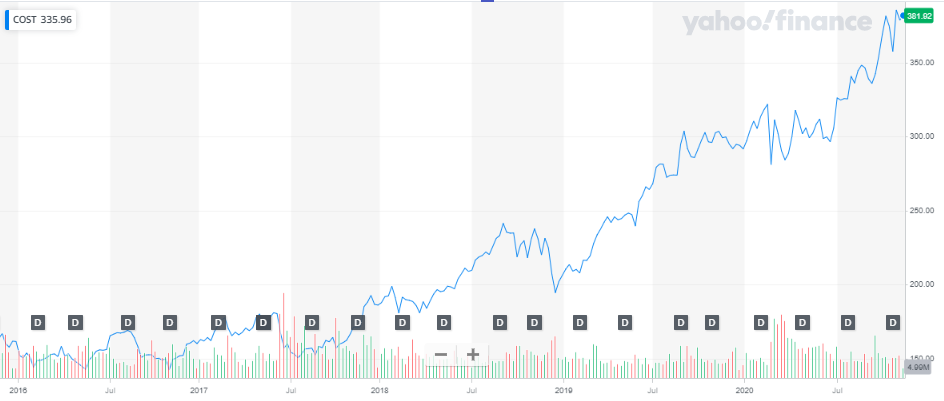 COST 335.96
yahoo!finance
381.92
350.00
300.00
250.00
200.00
D D D D D D D D D D D D D D D D D D D D
150.00
4.99M
2016 Jul 2017 Jul 2018 Jul 2019 Jul 2020 Jul